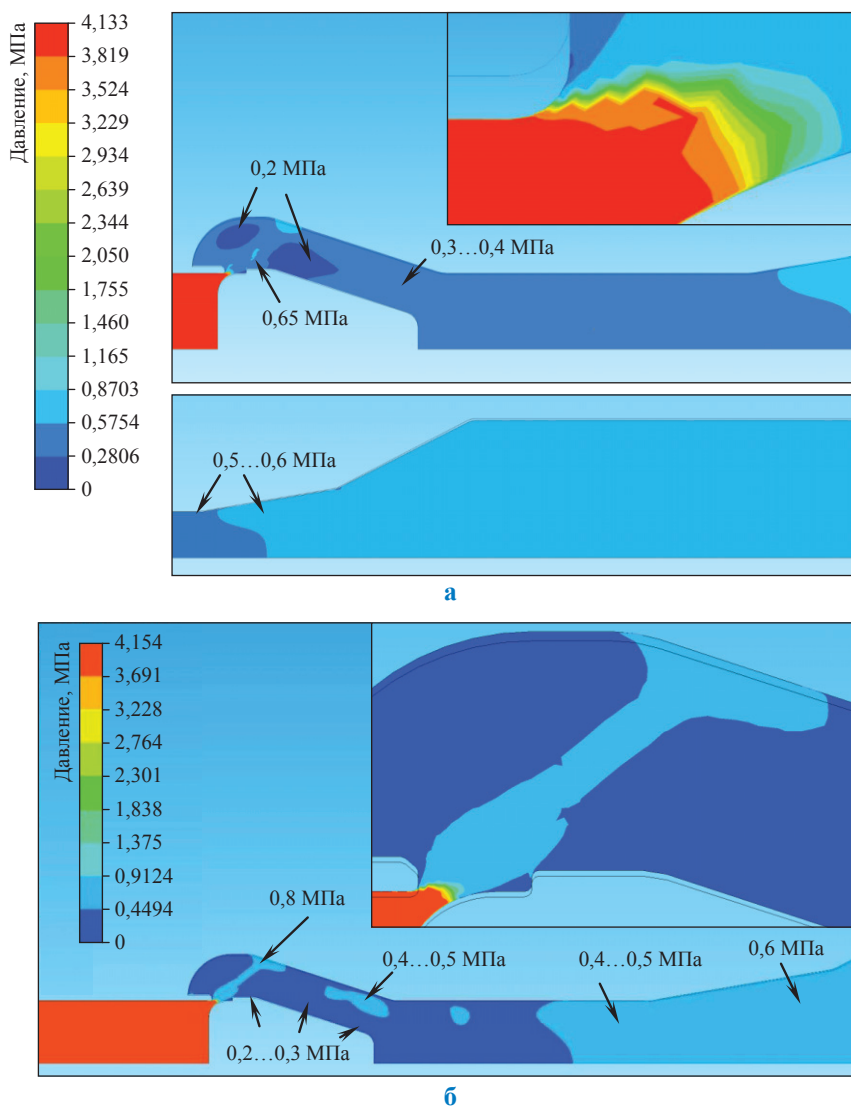 Давление, МПа
4,133
3,819
3,524
3,229
2,934
2,639
2,344
2,050
1,755
1,460
1,165
0,8703
0,5754
0,2806
0
0,2 МПа
0,3…0,4 МПа
0,65 МПа
0,5…0,6 МПа
а
Давление, МПа
4,154
3,691
3,228
2,764
2,301
1,838
1,375
0,9124
0,4494
0
0,8 МПа
0,4…0,5 МПа
0,4…0,5 МПа
0,6 МПа
0,2…0,3 МПа
б